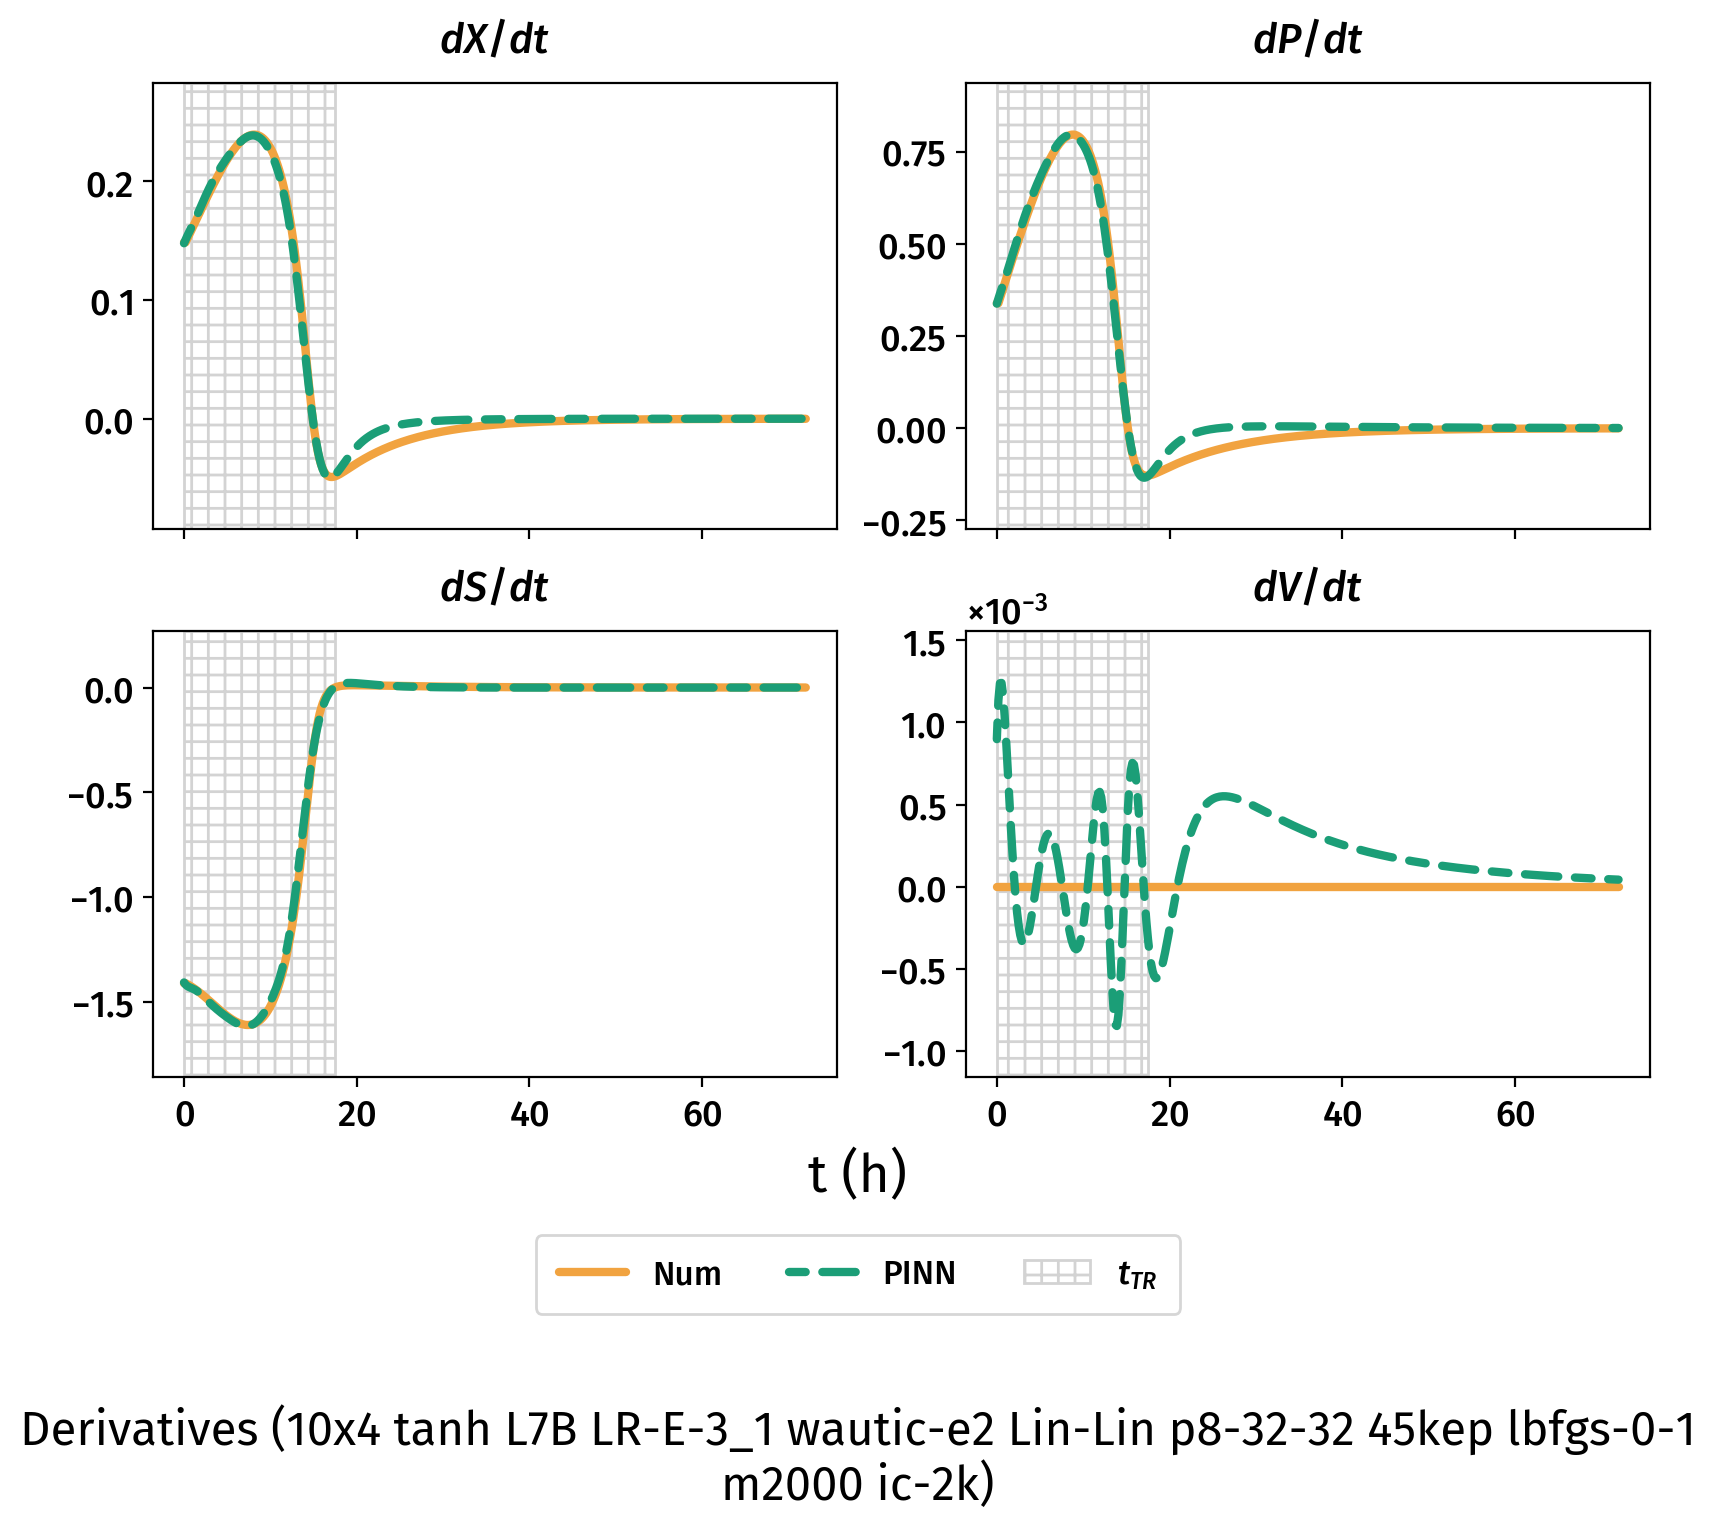 dX/dt
0.2
0.1
0.0
dP/dt
0.75
0.50
0.25
0.00
−0.25
dS/dt
0.0
−0.5
−1.0
−1.5
0 20 40 60
dV/dt
×10⁻³
1.5
1.0
0.5
0.0
−0.5
−1.0
0 20 40 60
t (h)
Num PINN t_TR
Derivatives (10x4 tanh L7B LR-E-3_1 wautic-e2 Lin-Lin p8-32-32 45kep lbfgs-0-1
m2000 ic-2k)